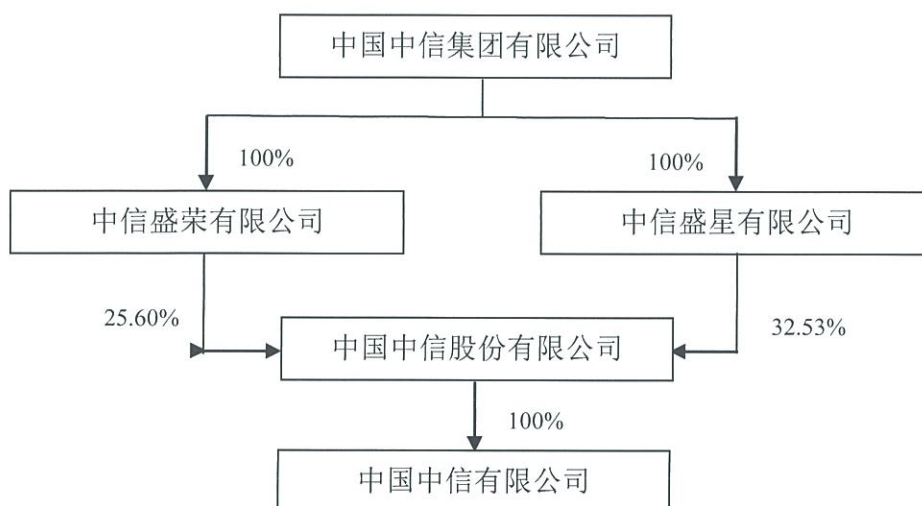 中国中信集团有限公司
100%
100%
中信盛荣有限公司
中信盛星有限公司
25.60%
32.53%
中国中信股份有限公司
100%
中国中信有限公司